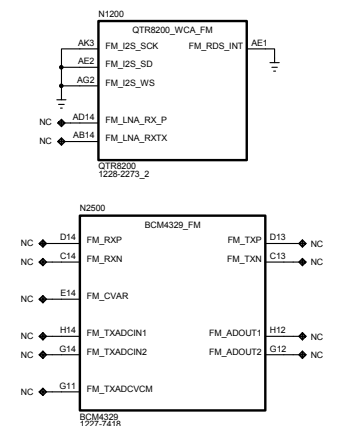 N1200
QTR8200_WCA_FM
AK3 FM_I2S_SCK FM_RDS_INT AE1
AE2 FM_I2S_SD
AG2 FM_I2S_WS
NC AD14 FM_LNA_RX_P
NC AB14 FM_LNA_RXTX
QTR8200
1228-2273_2
N2500
BCM4329_FM
NC D14 FM_RXP FM_TXP D13 NC
NC C14 FM_RXN FM_TXN C13 NC
NC E14 FM_CVAR
NC H14 FM_TXADCIN1 FM_ADOUT1 H12 NC
NC G14 FM_TXADCIN2 FM_ADOUT2 G12 NC
NC G11 FM_TXADCVCM
BCM4329
1227-7418